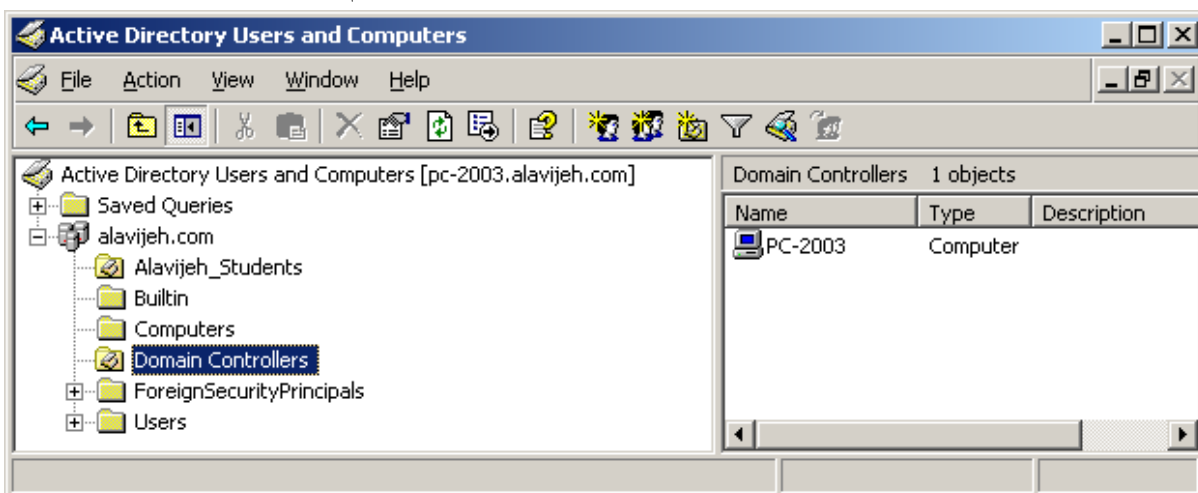 Active Directory Users and Computers
File Action View Window Help
Active Directory Users and Computers [pc-2003.alavijeh.com]
Saved Queries
alavijeh.com
Alavijeh_Students
Builtin
Computers
Domain Controllers
ForeignSecurityPrincipals
Users
Domain Controllers 1 objects
Name Type Description
PC-2003 Computer